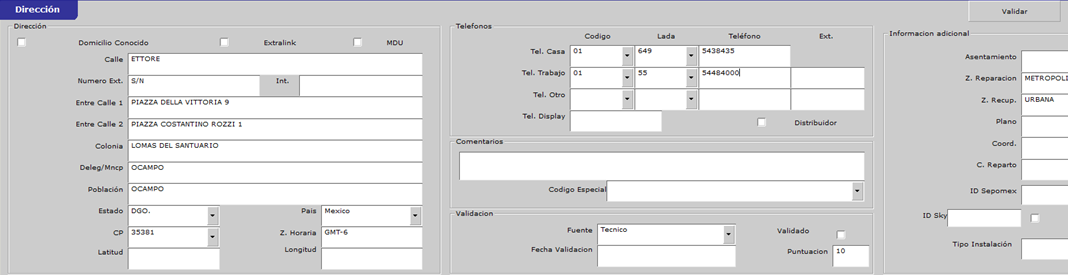 Dirección
Validar
Dirección
Domicilio Conocido Extralink MDU
Calle ETTORE
Numero Ext. S/N Int.
Entre Calle 1 PIAZZA DELLA VITTORIA 9
Entre Calle 2 PIAZZA COSTANTINO ROZZI 1
Colonia LOMAS DEL SANTUARIO
Deleg/Mncp OCAMPO
Población OCAMPO
Estado DGO. Pais Mexico
CP 35381 Z. Horaria GMT-6
Latitud Longitud
Telefonos
Codigo Lada Teléfono Ext.
Tel. Casa 01 649 5438435
Tel. Trabajo 01 55 54484000
Tel. Otro
Tel. Display Distribuidor
Comentarios
Codigo Especial
Validacion
Fuente Tecnico Validado
Fecha Validacion Puntuacion 10
Informacion adicional
Asentamiento
Z. Reparacion METROPOLI
Z. Recup. URBANA
Plano
Coord.
C. Reparto
ID Sepomex
ID Sky
Tipo Instalación